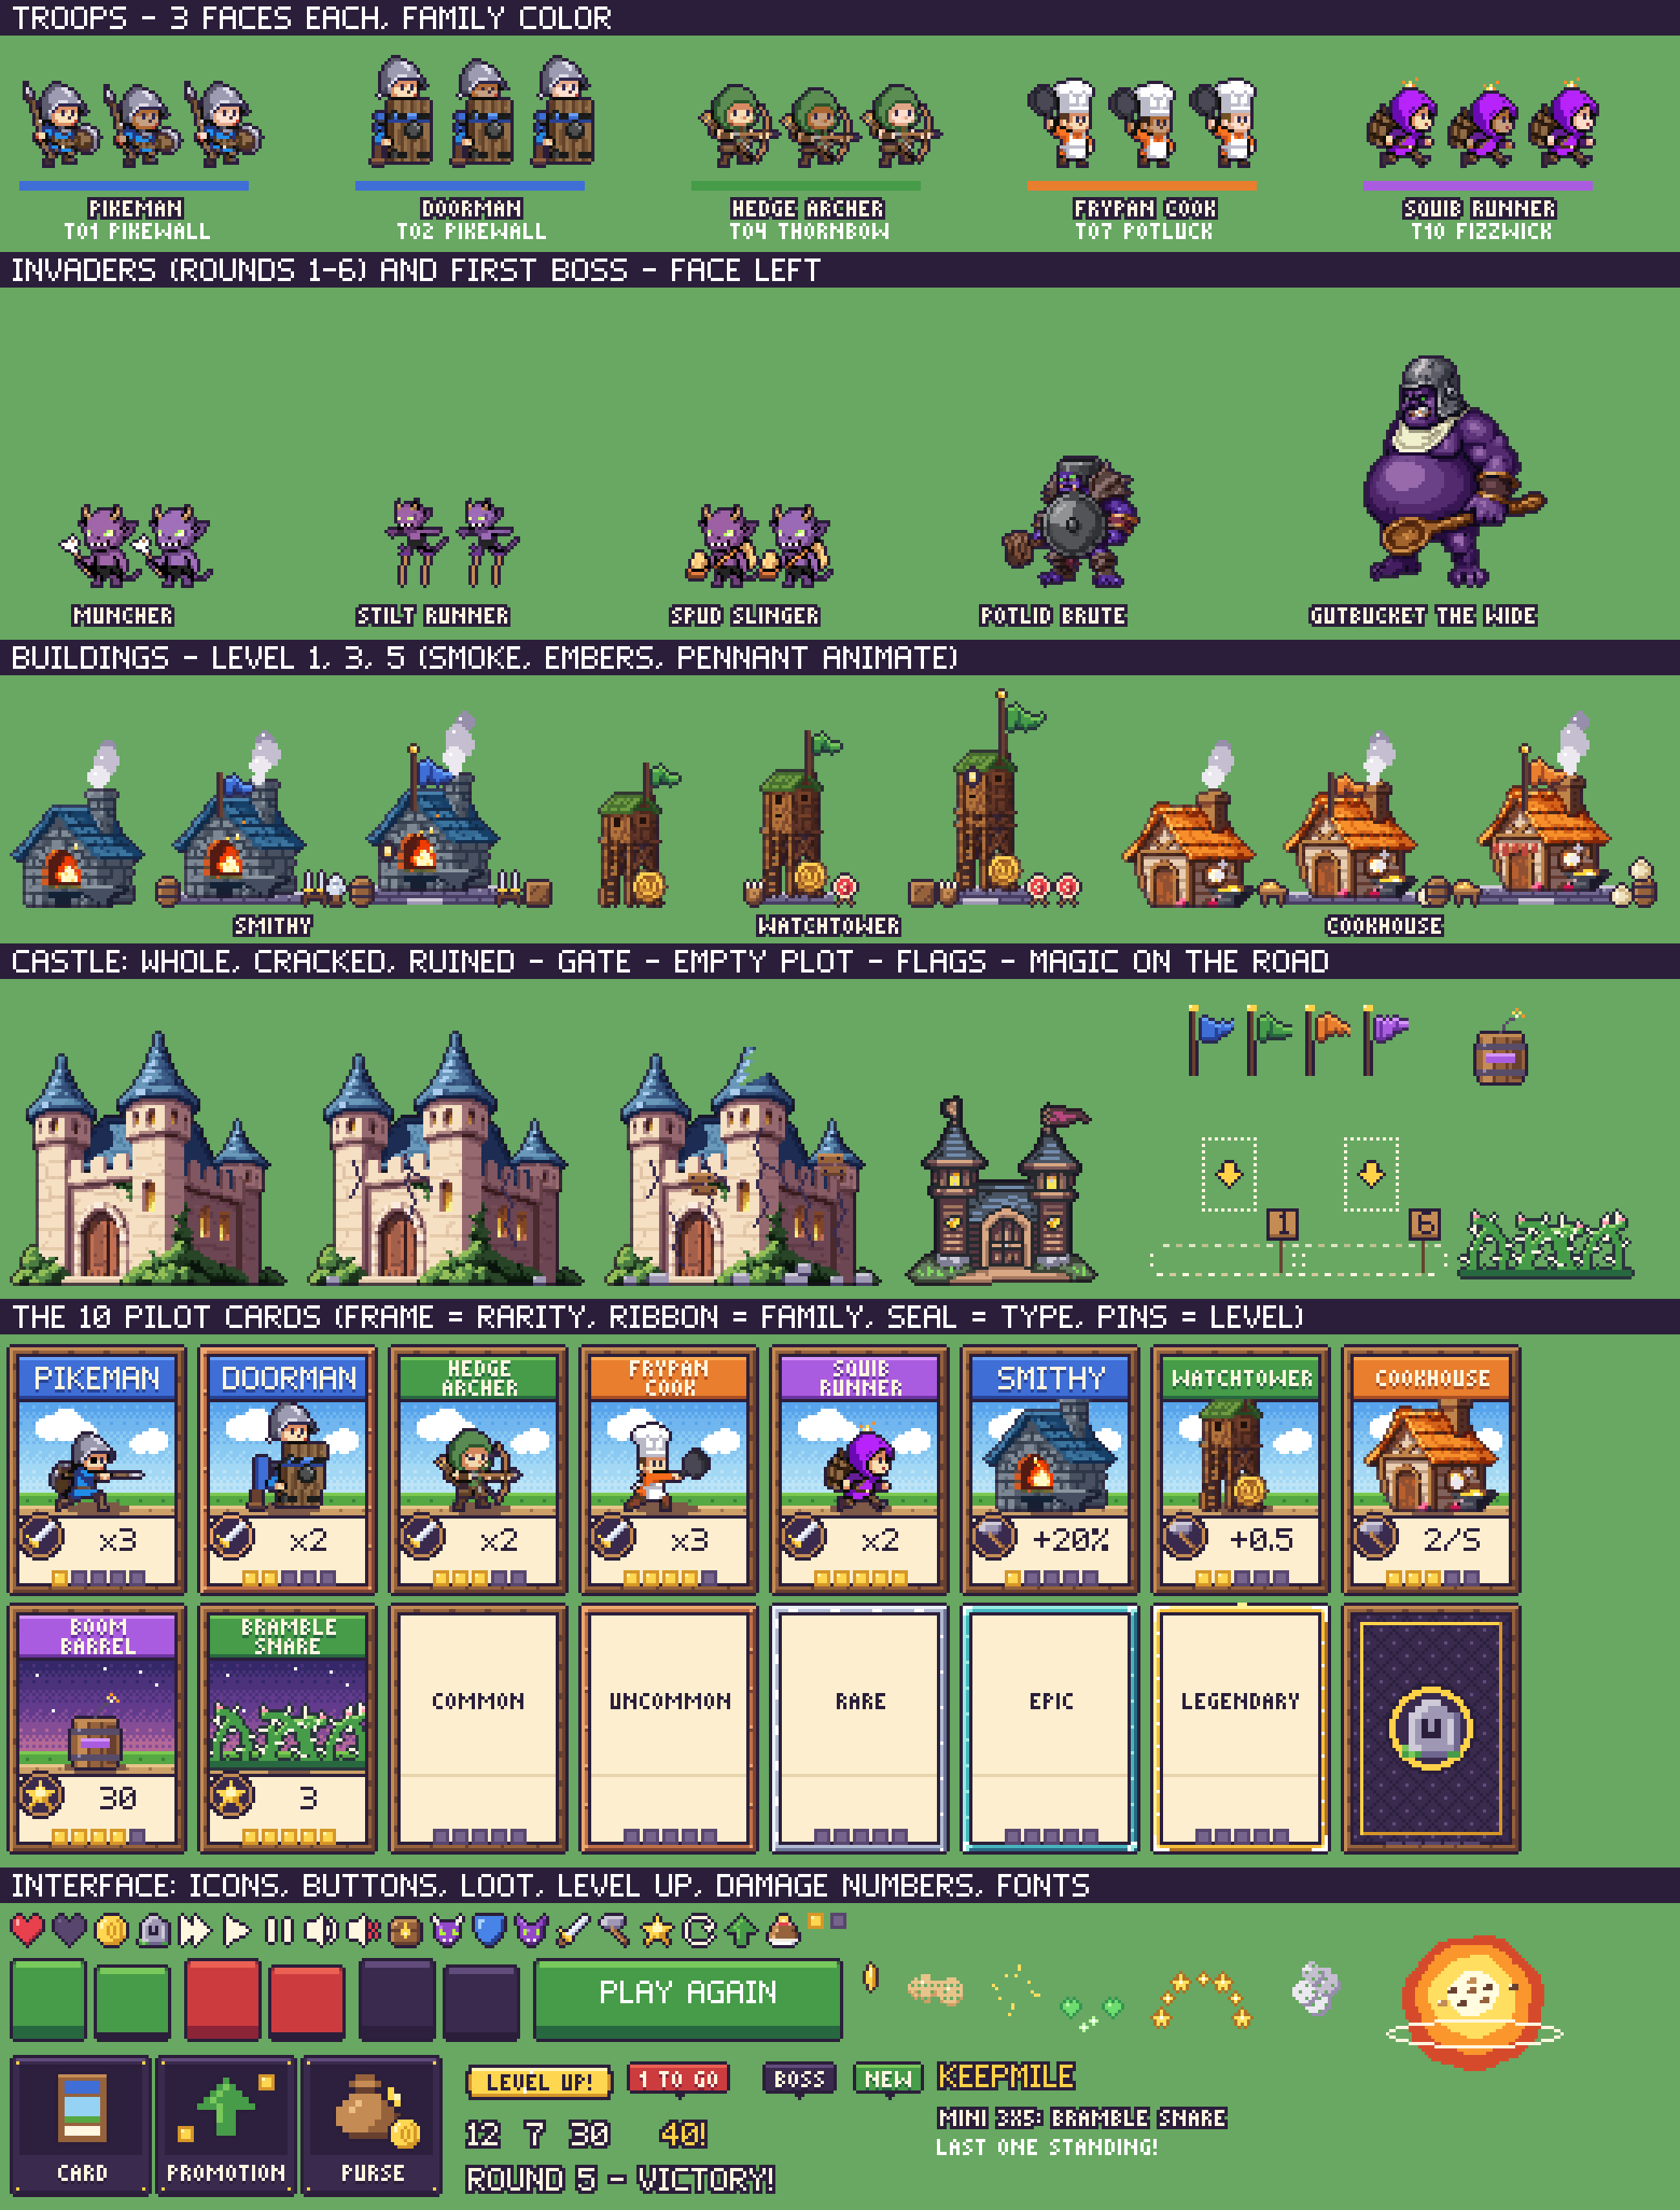 TROOPS - 3 FACES EACH, FAMILY COLOR
PIKEMAN
T01 PIKEWALL
DOORMAN
T02 PIKEWALL
HEDGE ARCHER
T04 THORNBOW
FRYPAN COOK
T07 POTLUCK
SQUIB RUNNER
T10 FIZZWICK
INVADERS (ROUNDS 1-6) AND FIRST BOSS - FACE LEFT
MUNCHER
STILT RUNNER
SPUD SLINGER
POTLID BRUTE
GUTBUCKET THE WIDE
BUILDINGS - LEVEL 1, 3, 5 (SMOKE, EMBERS, PENNANT ANIMATE)
SMITHY
WATCHTOWER
COOKHOUSE
CASTLE: WHOLE, CRACKED, RUINED - GATE - EMPTY PLOT - FLAGS - MAGIC ON THE ROAD
1
6
THE 10 PILOT CARDS (FRAME = RARITY, RIBBON = FAMILY, SEAL = TYPE, PINS = LEVEL)
PIKEMAN
x3
DOORMAN
x2
HEDGE
ARCHER
x2
FRYPAN
COOK
x3
SQUIB
RUNNER
x2
SMITHY
+20%
WATCHTOWER
+0.5
COOKHOUSE
2/S
BOOM
BARREL
30
BRAMBLE
SNARE
3
COMMON
UNCOMMON
RARE
EPIC
LEGENDARY
INTERFACE: ICONS, BUTTONS, LOOT, LEVEL UP, DAMAGE NUMBERS, FONTS
PLAY AGAIN
CARD
PROMOTION
PURSE
LEVEL UP!
1 TO GO
BOSS
NEW
KEEPMILE
12 7 30 40!
MINI 3X5: BRAMBLE SNARE
LAST ONE STANDING!
ROUND 5 - VICTORY!